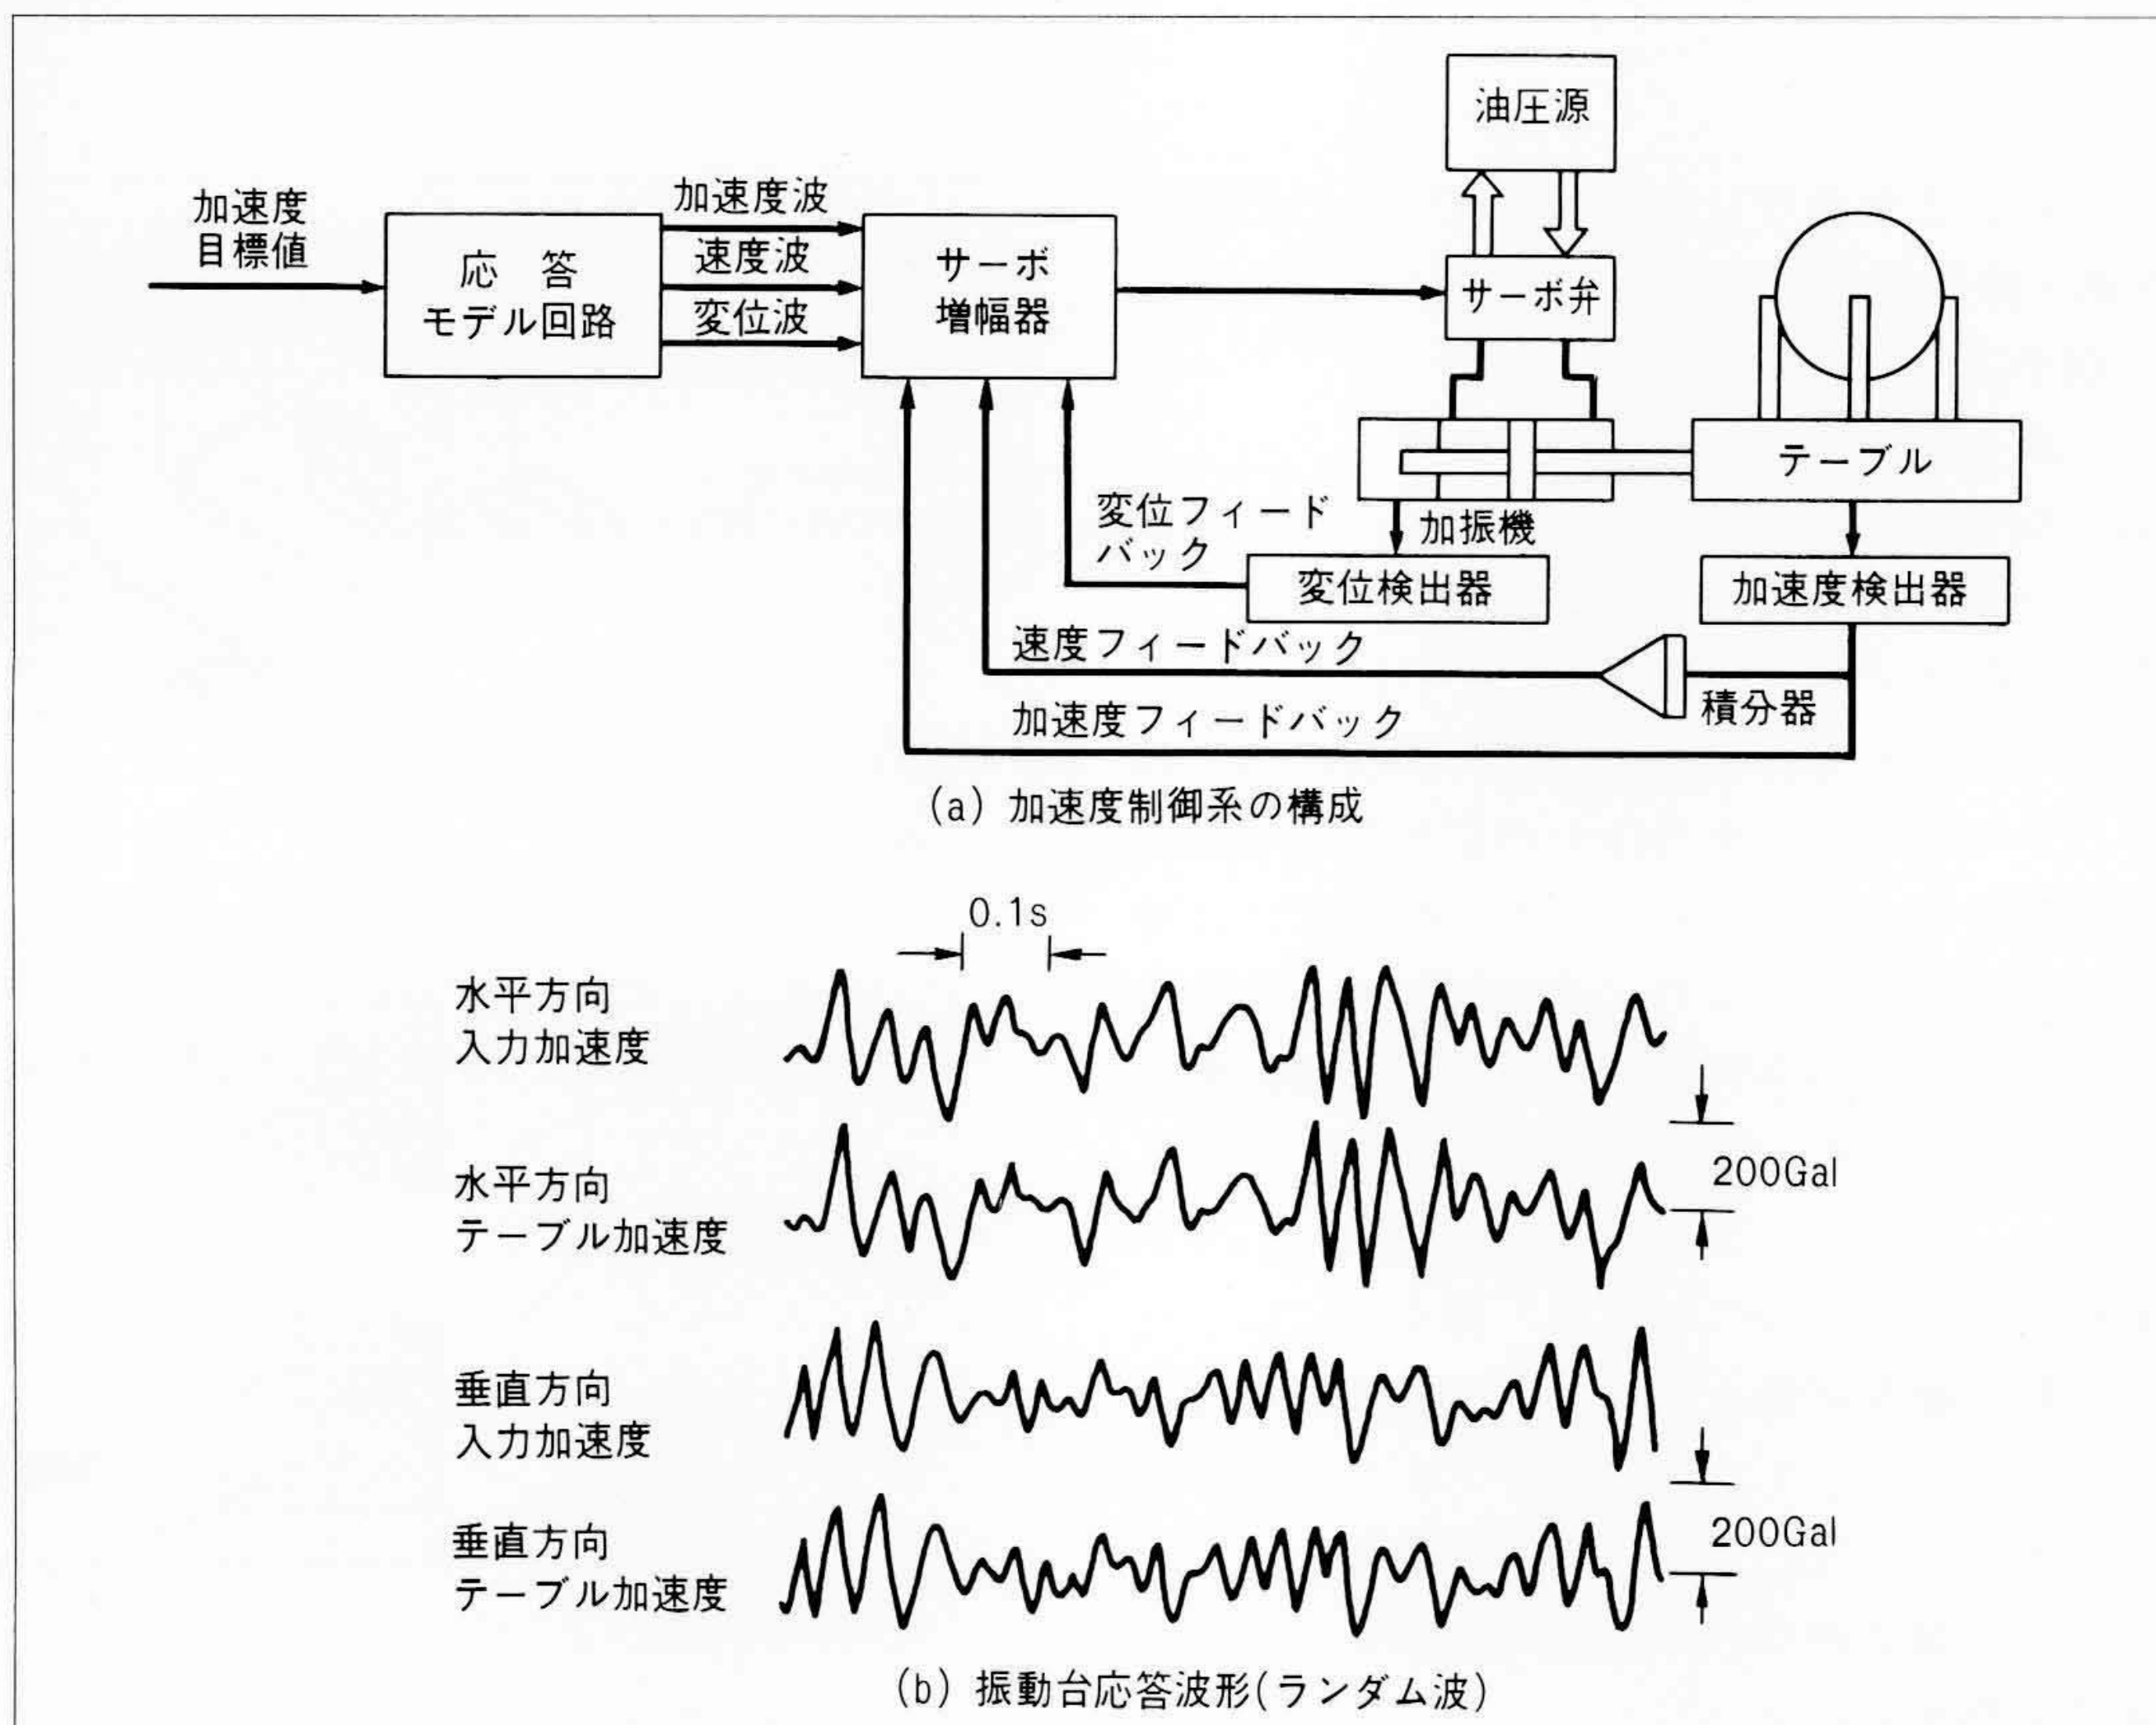 油圧源
加速度
目標値
応 答
モデル回路
加速度波
速度波
変位波
サーボ
増幅器
サーボ弁
テーブル
加振機
変位フィード
バック
変位検出器
加速度検出器
速度フィードバック
積分器
加速度フィードバック
(a) 加速度制御系の構成
0.1s
水平方向
入力加速度
水平方向
テーブル加速度
200Gal
垂直方向
入力加速度
垂直方向
テーブル加速度
200Gal
(b) 振動台応答波形(ランダム波)